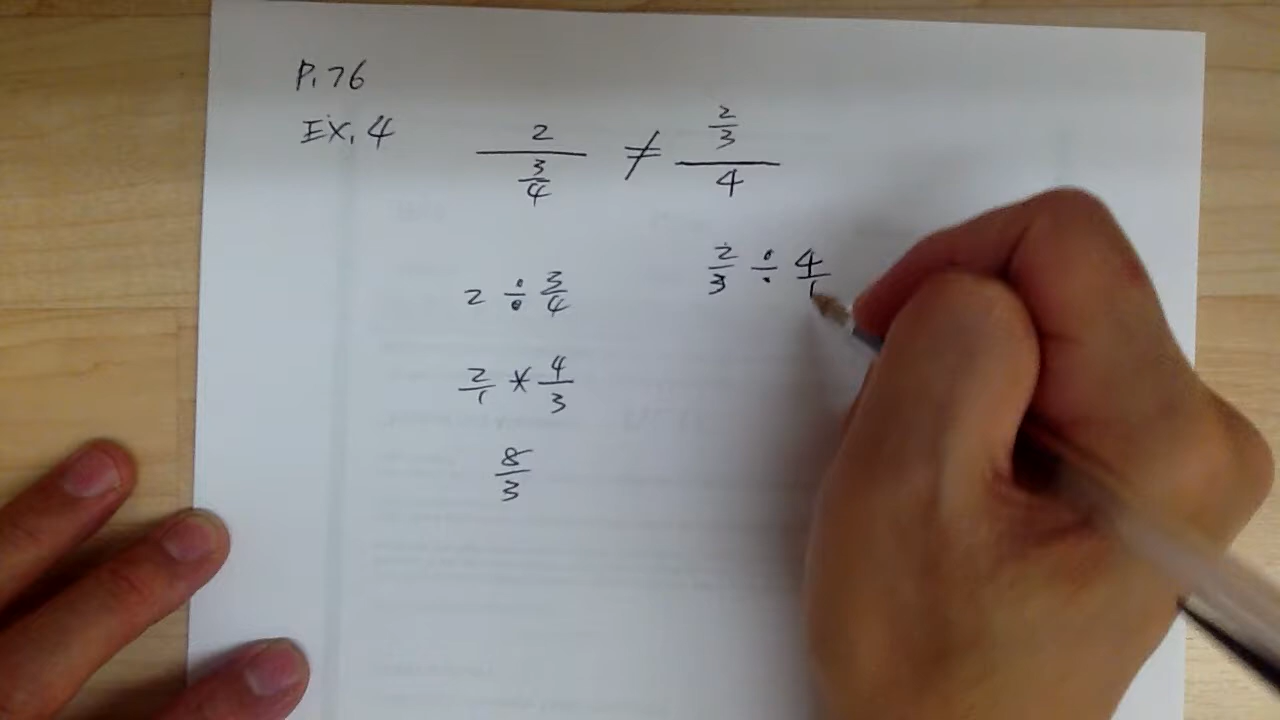 P.76
EX. 4
2 / (3/4) ≠ (2/3) / 4
2 ÷ 3/4
2/3 ÷ 4/1
2/1 * 4/3
8/3